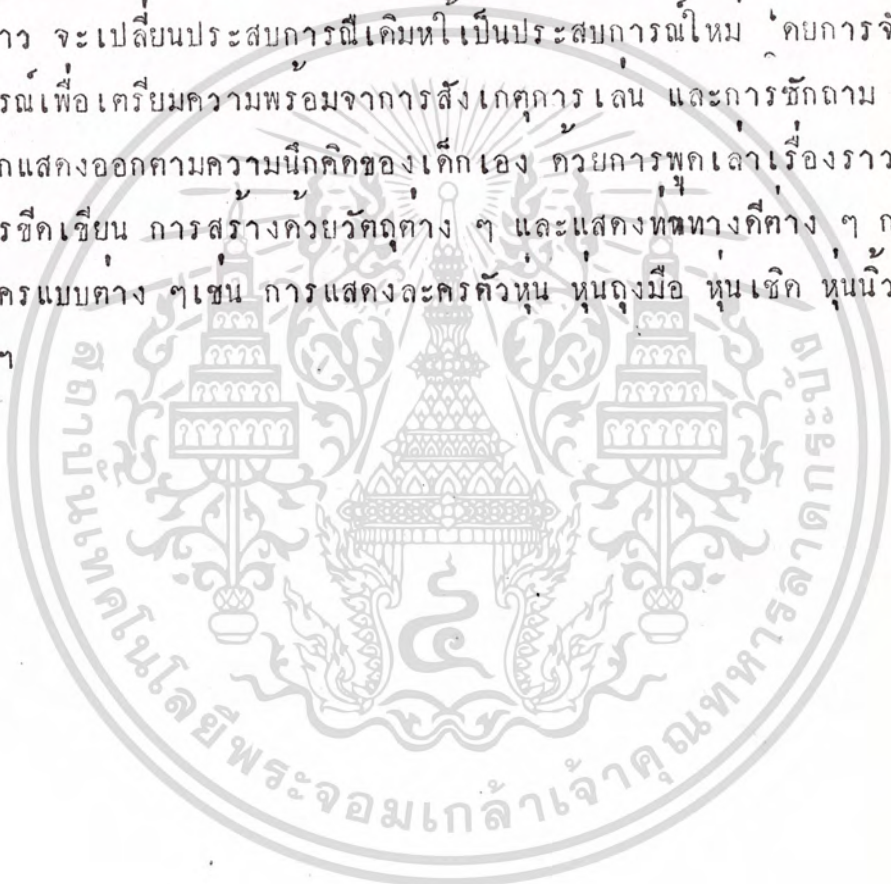 าว จะเปลี่ยนประสบการณืเดิมหใ้เป็นประสบการณ์ใหม่ ดยการจั
รณ์เพื่อเตรียมความพร้อมจาการสังเกตุการเล่น และการซักถาม
กแสดงออกตามความนึกคิดของเด็กเอง ด้วยการพูดเล่าเรื่องราว
รขีดเขียน การสร้างด้วยวัตถุต่าง ๆ และแสดงท่าทางดีต่าง ๆ ก
ครแบบต่าง ๆเช่น การแสดงละครตัวหุ่น หุ่นถุงมือ หุ่นเชิด หุ่นนิ้ว
ๆ
สถาบันเทคโนโลยีพระจอมเกล้าเจ้าคุณทหารลาดกระบัง